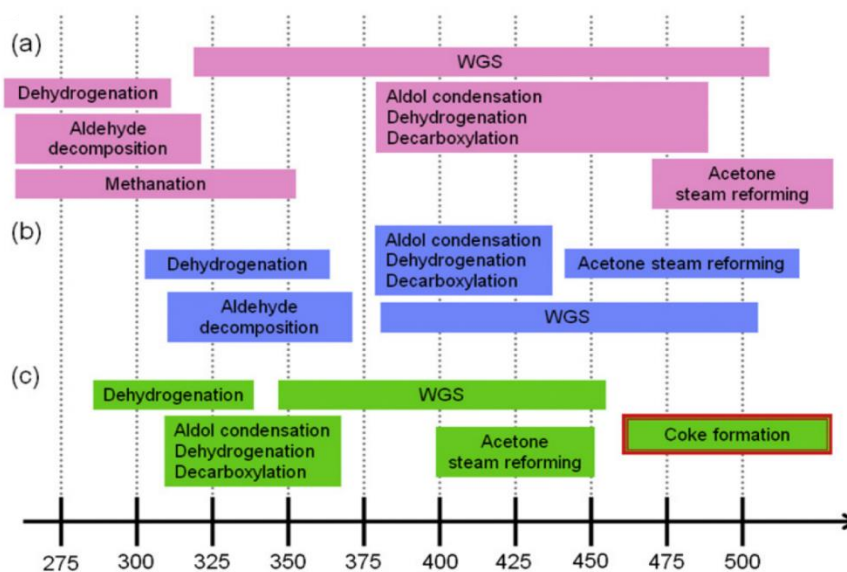 (a)
WGS
Dehydrogenation
Aldol condensation
Dehydrogenation
Decarboxylation
Aldehyde
decomposition
Methanation
Acetone
steam reforming
(b)
Dehydrogenation
Aldol condensation
Dehydrogenation
Decarboxylation
Acetone steam reforming
Aldehyde
decomposition
WGS
(c)
Dehydrogenation
WGS
Aldol condensation
Dehydrogenation
Decarboxylation
Acetone
steam reforming
Coke formation
275 300 325 350 375 400 425 450 475 500